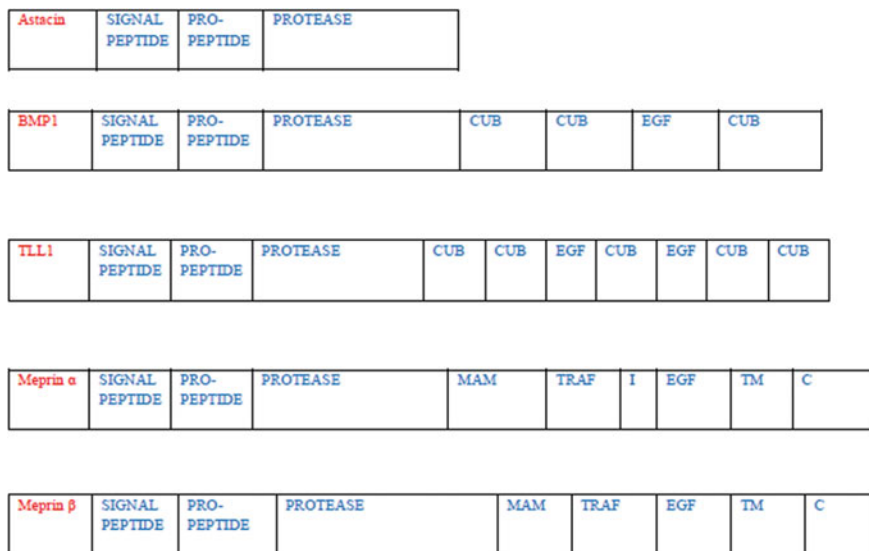 Astacin SIGNAL PRO- PROTEASE
PEPTIDE PEPTIDE
BMP1 SIGNAL PRO- PROTEASE CUB CUB EGF CUB
PEPTIDE PEPTIDE
TLL1 SIGNAL PRO- PROTEASE CUB CUB EGF CUB EGF CUB CUB
PEPTIDE PEPTIDE
Meprin α SIGNAL PRO- PROTEASE MAM TRAF I EGF TM C
PEPTIDE PEPTIDE
Meprin β SIGNAL PRO- PROTEASE MAM TRAF EGF TM C
PEPTIDE PEPTIDE